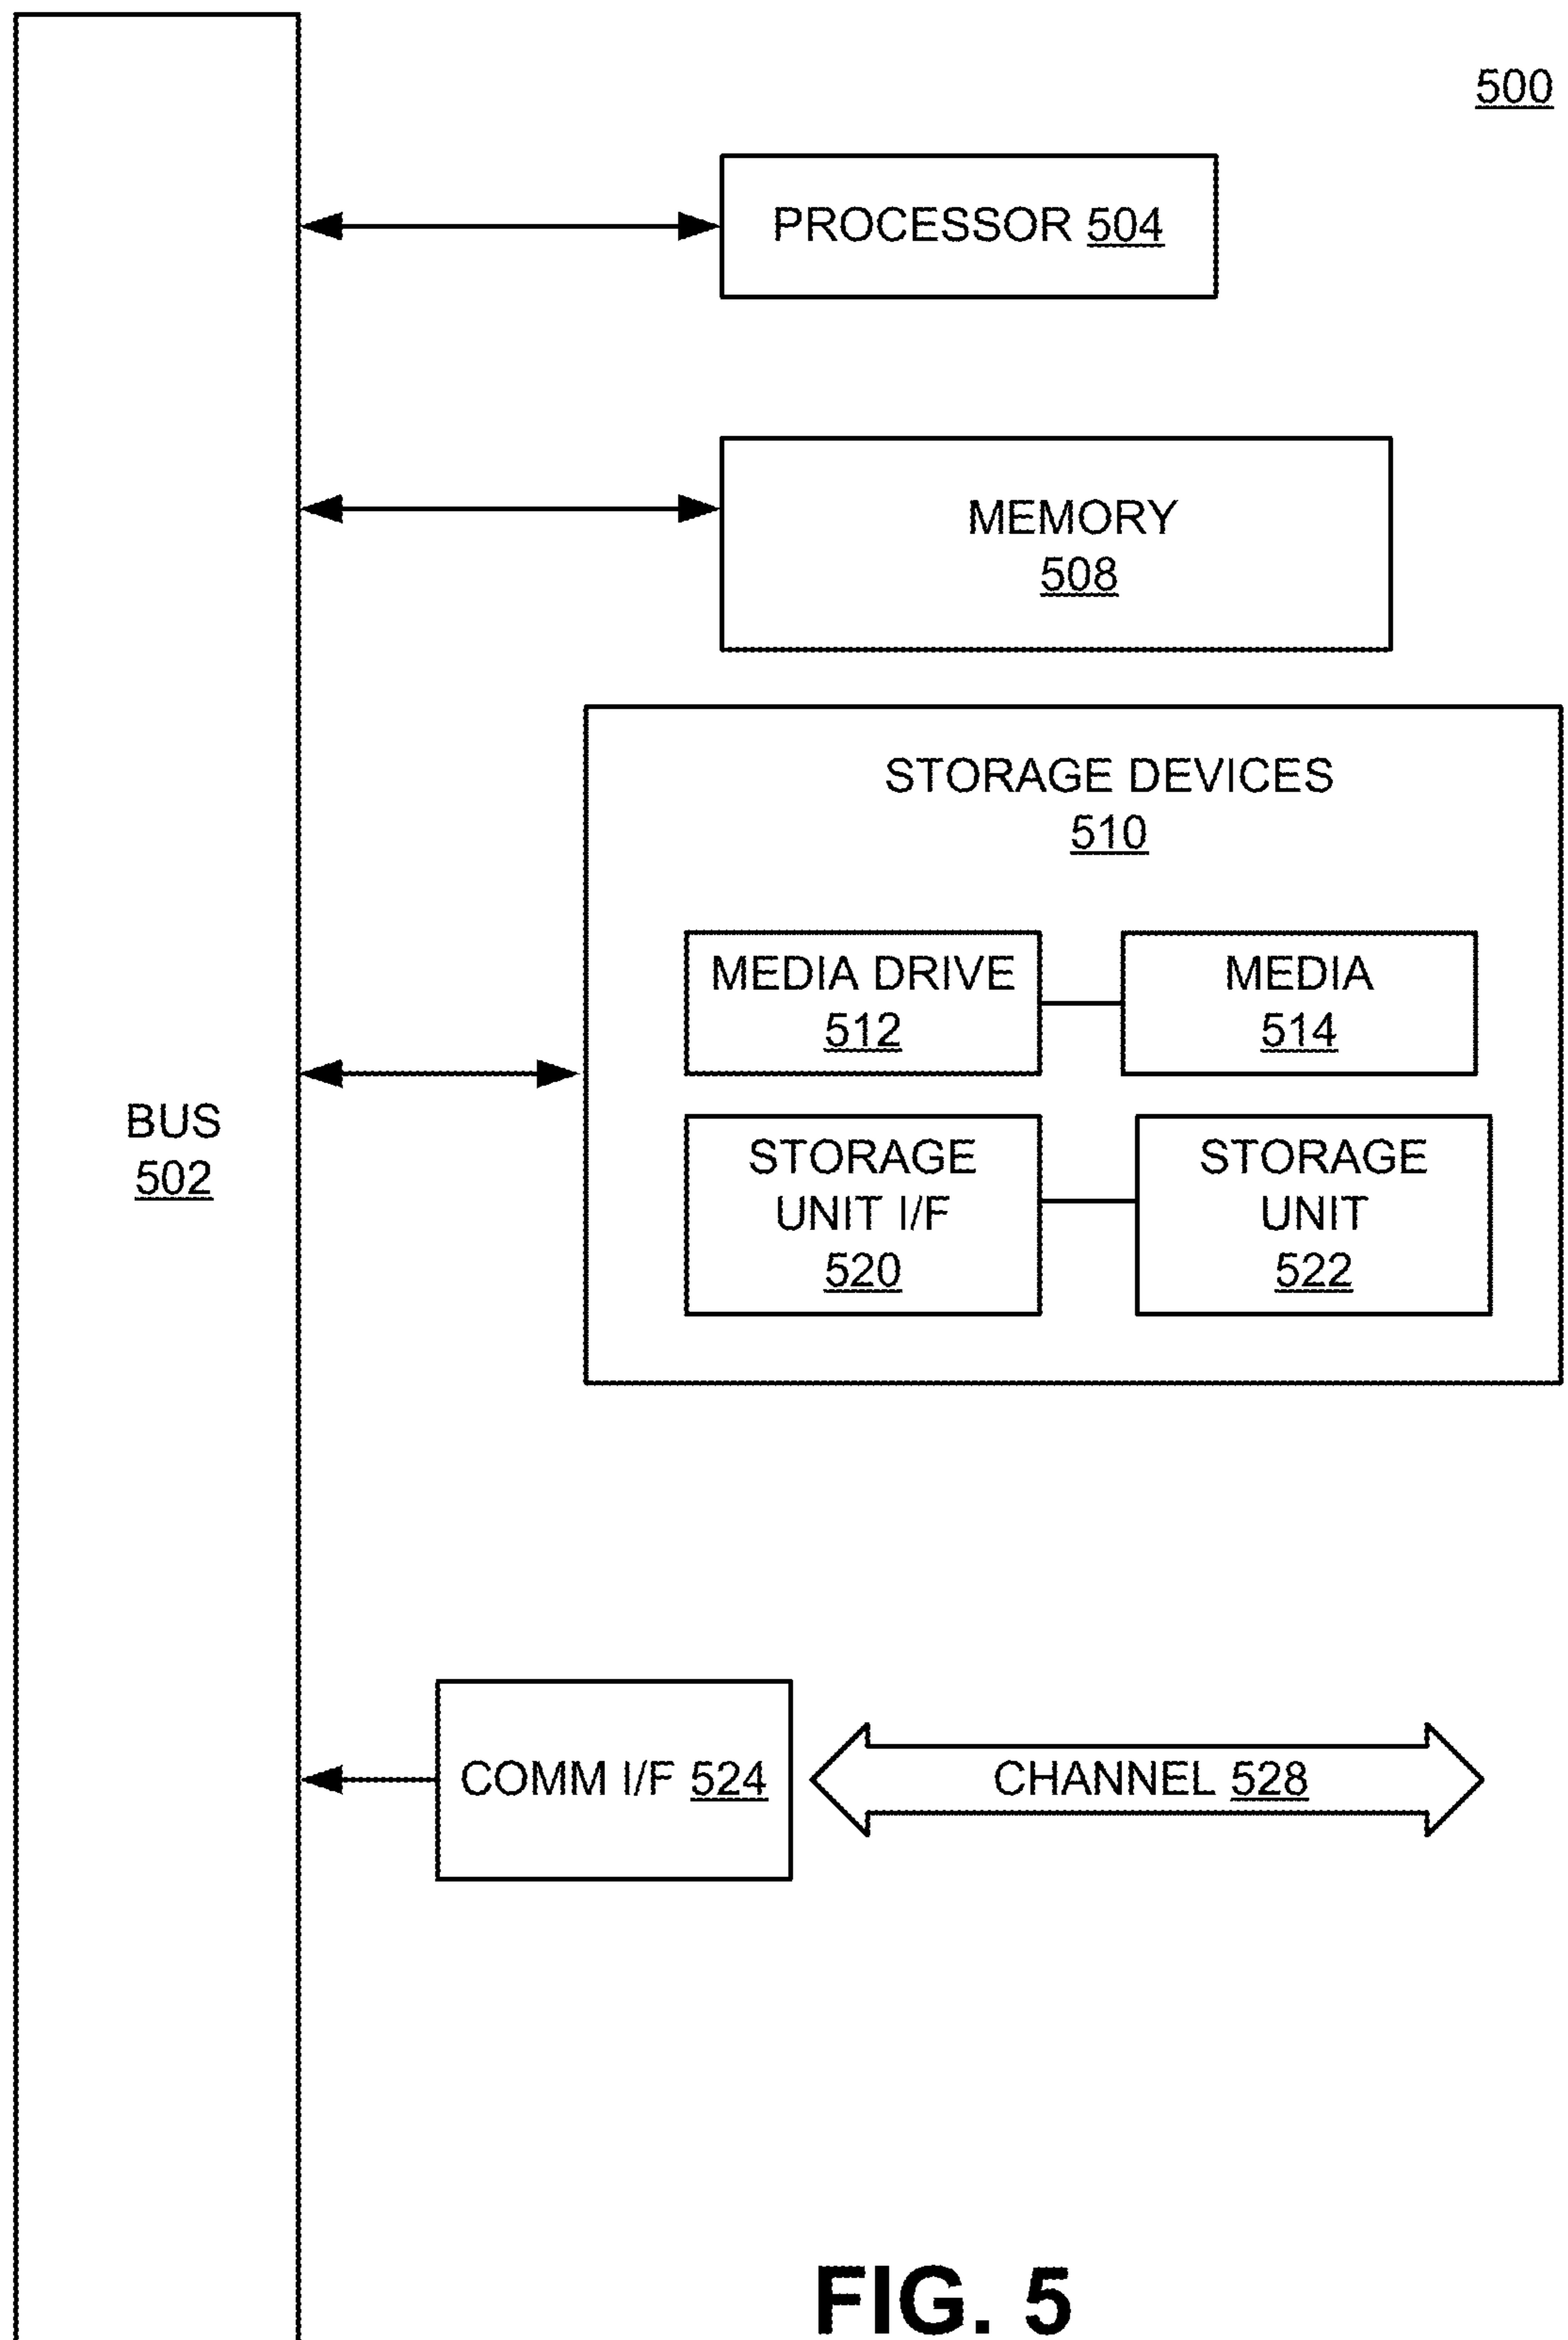 500
PROCESSOR 504
MEMORY
508
STORAGE DEVICES
510
MEDIA DRIVE
512
MEDIA
514
BUS
502
STORAGE
UNIT I/F
520
STORAGE
UNIT
522
COMM I/F 524
CHANNEL 528
FIG. 5